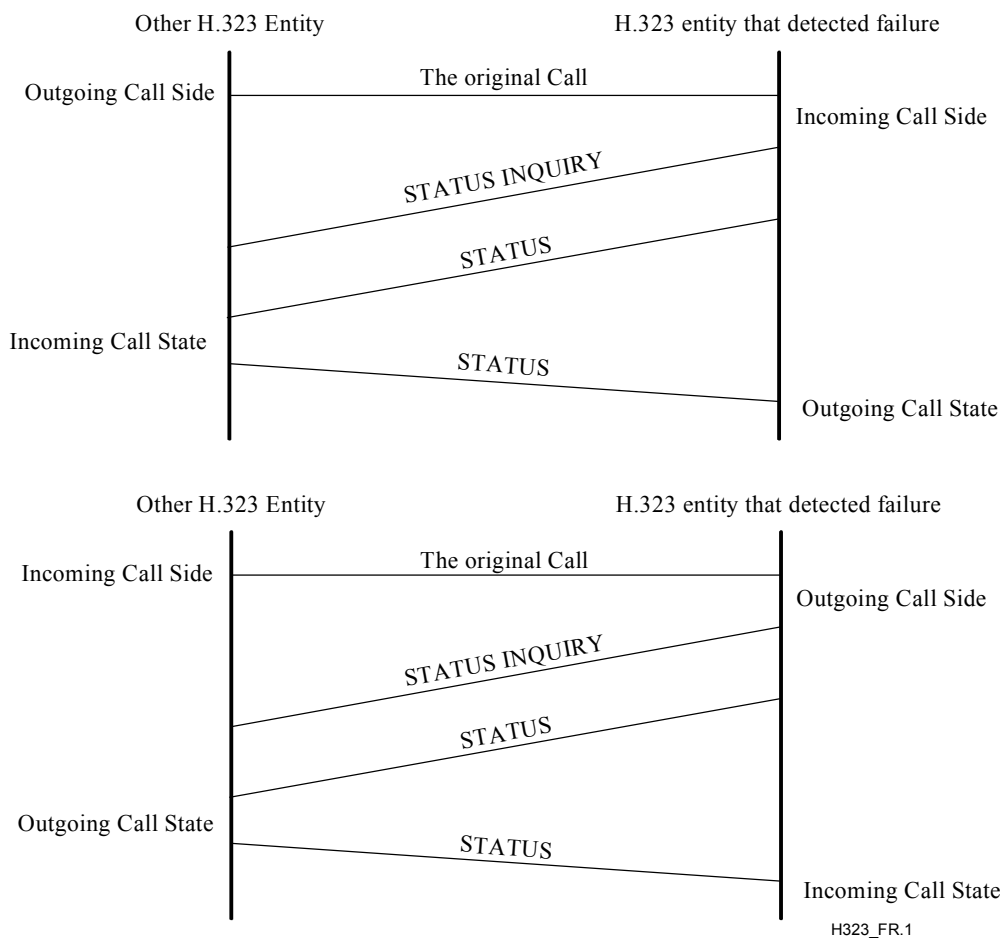 Other H.323 Entity
H.323 entity that detected failure
The original Call
Outgoing Call Side
Incoming Call Side
STATUS INQUIRY
STATUS
Incoming Call State
STATUS
Outgoing Call State
Other H.323 Entity
H.323 entity that detected failure
The original Call
Incoming Call Side
Outgoing Call Side
STATUS INQUIRY
STATUS
Outgoing Call State
STATUS
Incoming Call State
H323_FR.1